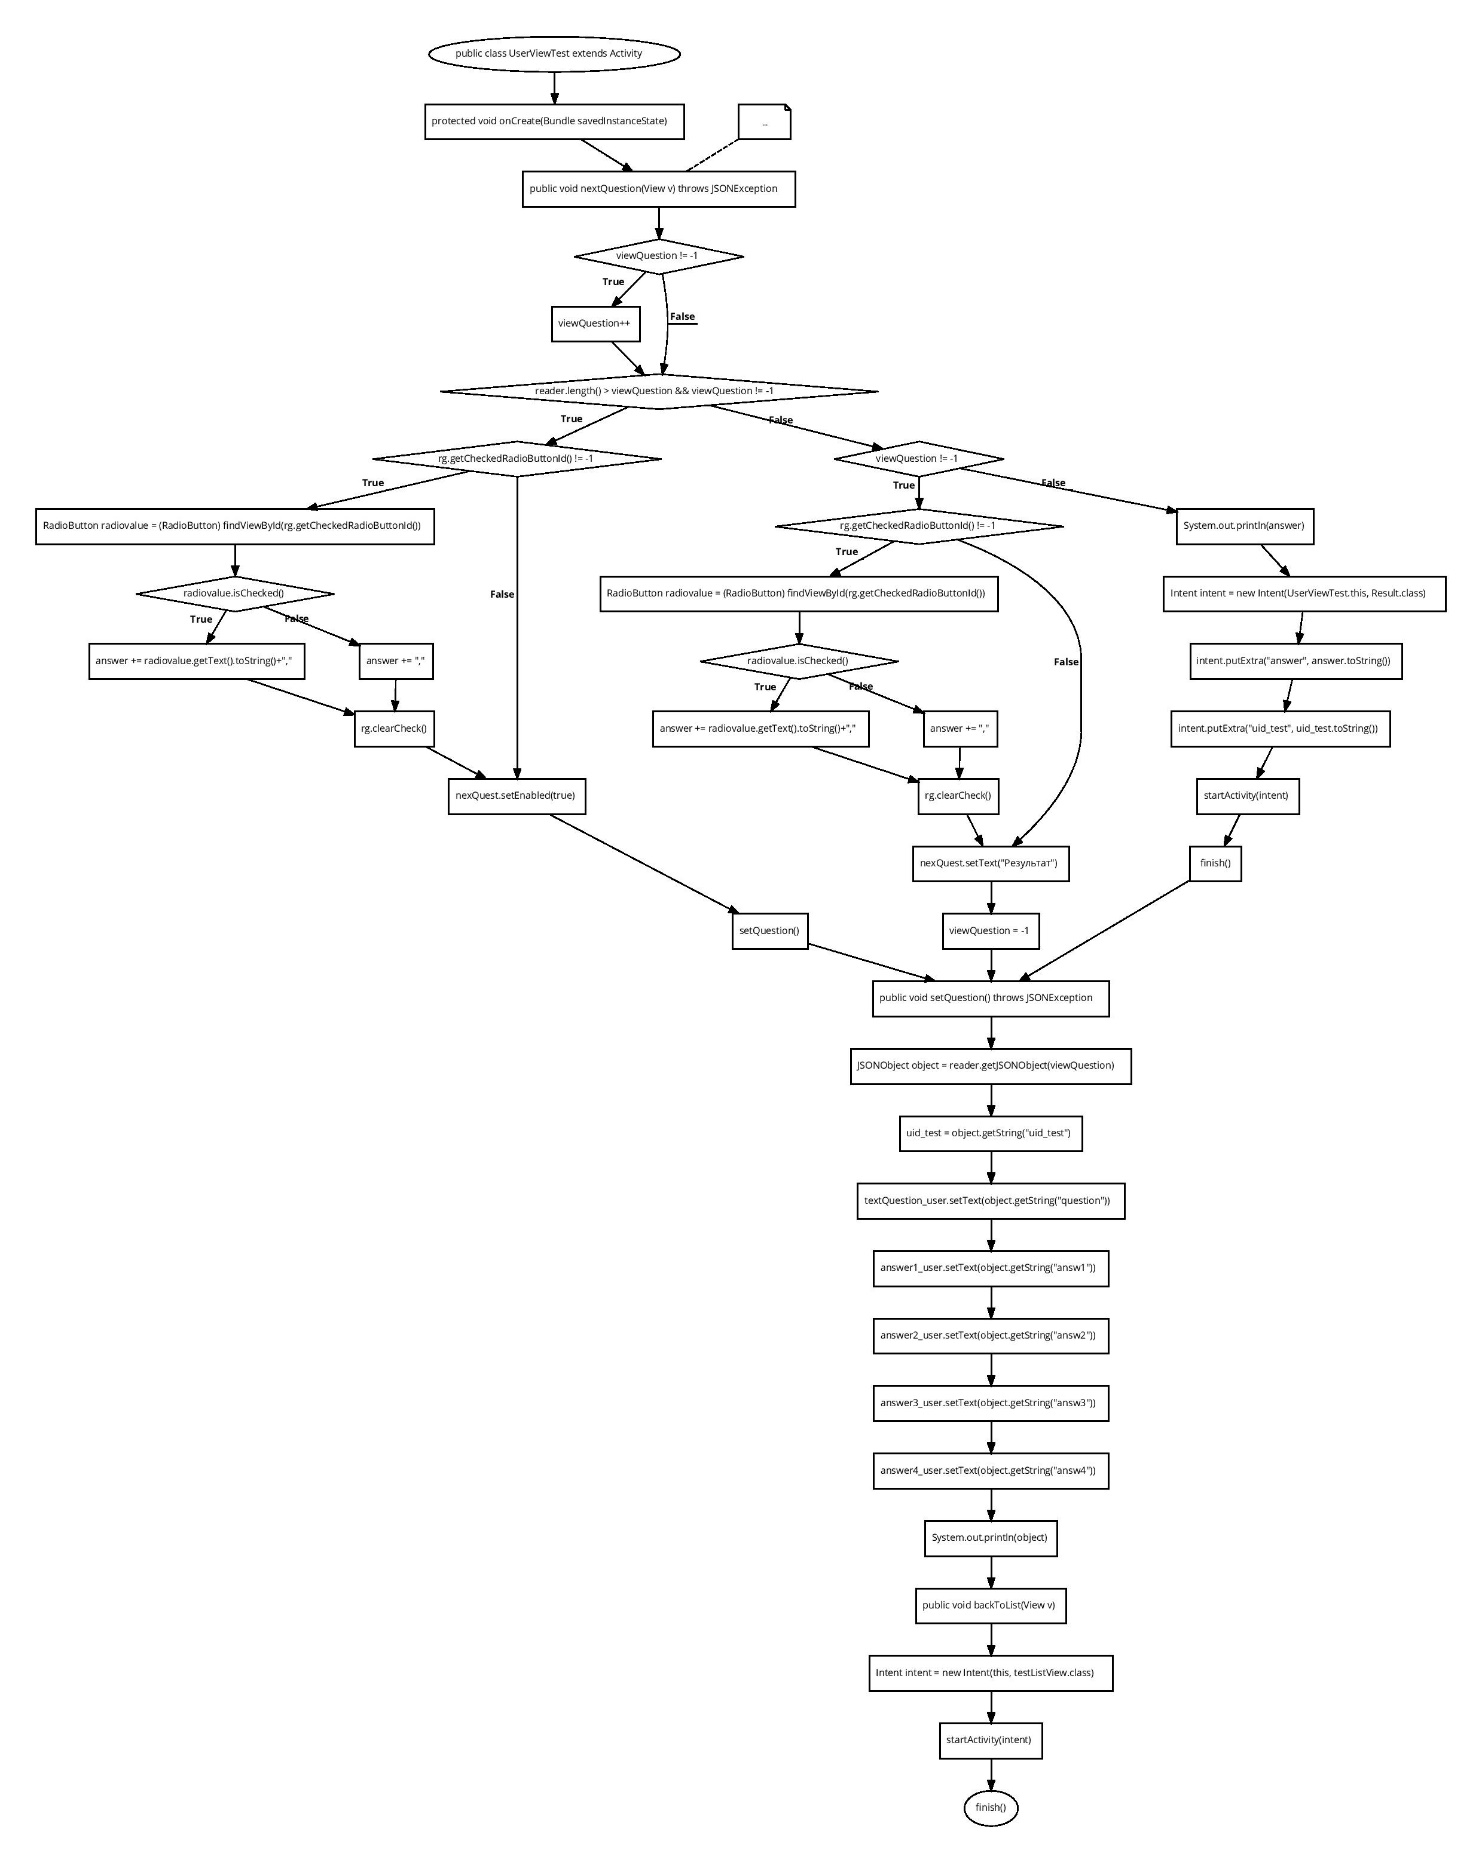 public class UserViewTest extends Activity
protected void onCreate(Bundle savedInstanceState)
...
public void nextQuestion(View v) throws JSONException
viewQuestion != -1
True
viewQuestion++
False
reader.length() > viewQuestion && viewQuestion != -1
True
False
rg.getCheckedRadioButtonId() != -1
viewQuestion != -1
True
True
False
RadioButton radiovalue = (RadioButton) findViewById(rg.getCheckedRadioButtonId())
rg.getCheckedRadioButtonId() != -1
System.out.println(answer)
True
radiovalue.isChecked()
False
RadioButton radiovalue = (RadioButton) findViewById(rg.getCheckedRadioButtonId())
Intent intent = new Intent(UserViewTest.this, Result.class)
True
False
answer += radiovalue.getText().toString()+","
answer += ","
radiovalue.isChecked()
False
intent.putExtra("answer", answer.toString())
True
False
rg.clearCheck()
answer += radiovalue.getText().toString()+","
answer += ","
intent.putExtra("uid_test", uid_test.toString())
nexQuest.setEnabled(true)
rg.clearCheck()
startActivity(intent)
nexQuest.setText("Результат")
finish()
setQuestion()
viewQuestion = -1
public void setQuestion() throws JSONException
JSONObject object = reader.getJSONObject(viewQuestion)
uid_test = object.getString("uid_test")
textQuestion_user.setText(object.getString("question"))
answer1_user.setText(object.getString("answ1"))
answer2_user.setText(object.getString("answ2"))
answer3_user.setText(object.getString("answ3"))
answer4_user.setText(object.getString("answ4"))
System.out.println(object)
public void backToList(View v)
Intent intent = new Intent(this, testListView.class)
startActivity(intent)
finish()